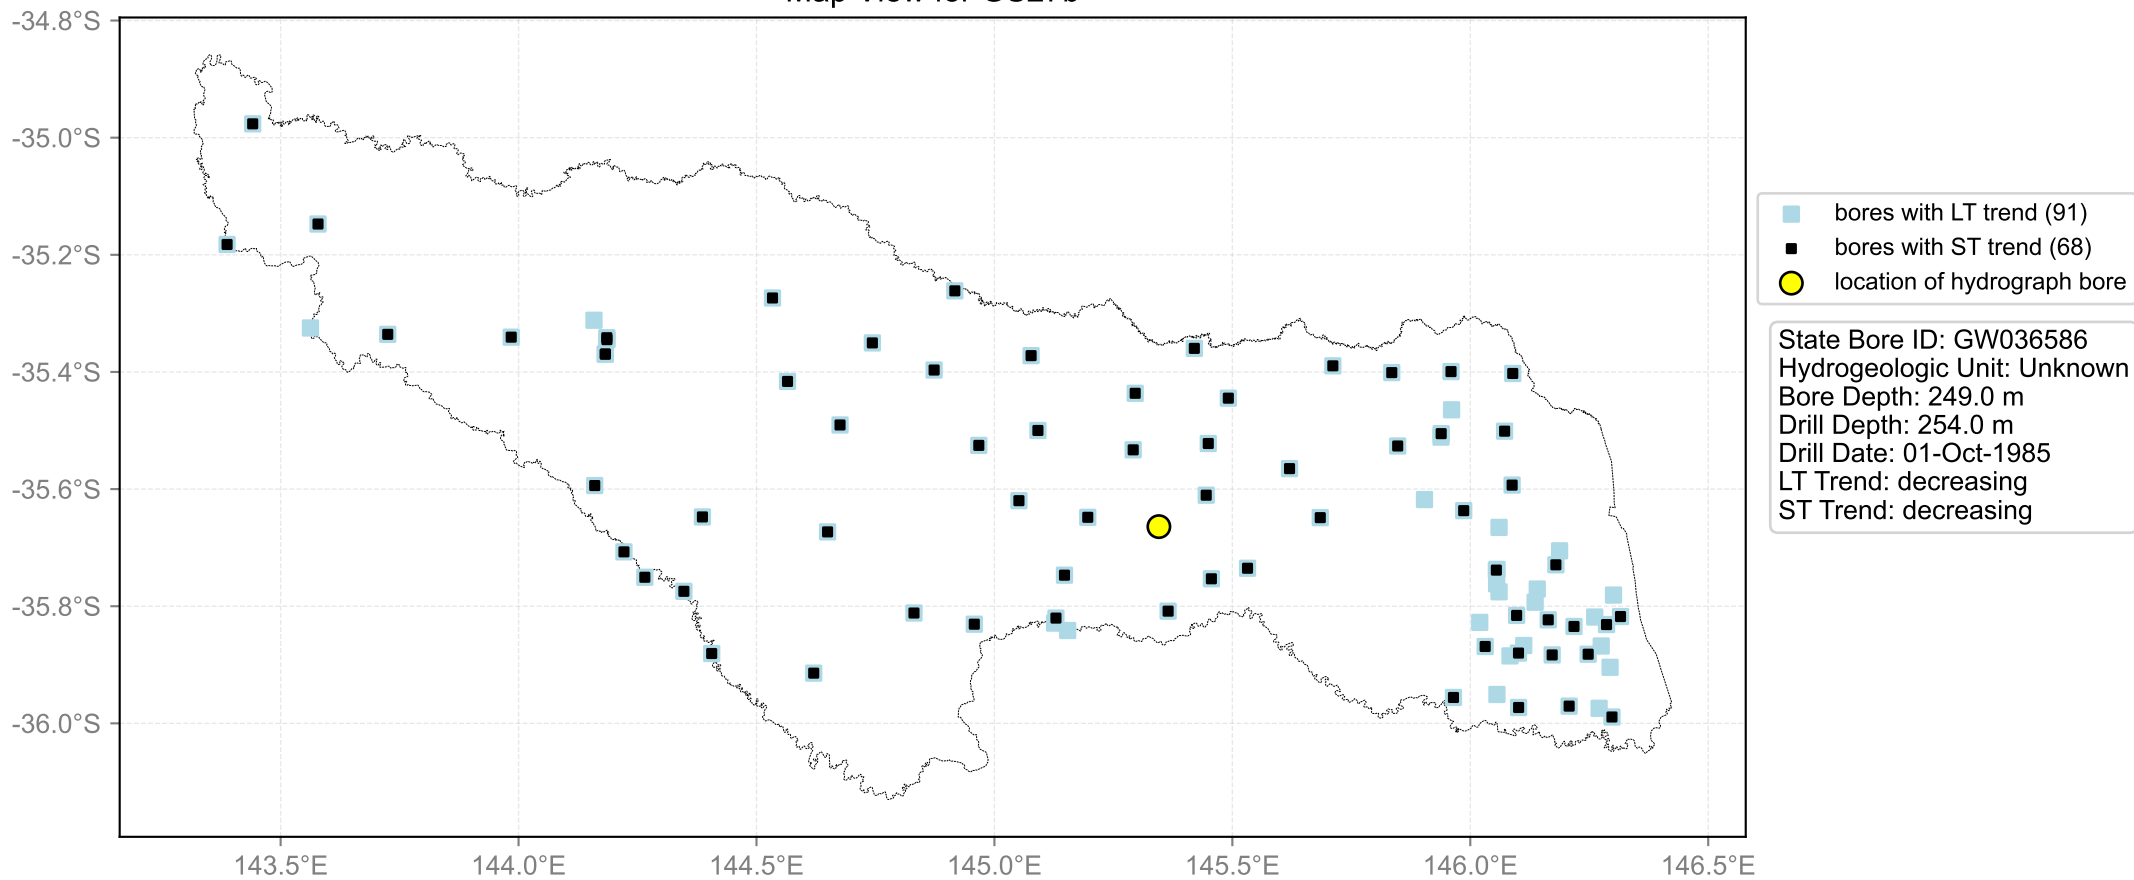 -34.8°S
-35.0°S
-35.2°S
-35.4°S
-35.6°S
-35.8°S
-36.0°S
143.5°E
144.0°E
144.5°E
145.0°E
145.5°E
146.0°E
146.5°E
bores with LT trend (91)
bores with ST trend (68)
location of hydrograph bore
State Bore ID: GW036586
Hydrogeologic Unit: Unknown
Bore Depth: 249.0 m
Drill Depth: 254.0 m
Drill Date: 01-Oct-1985
LT Trend: decreasing
ST Trend: decreasing